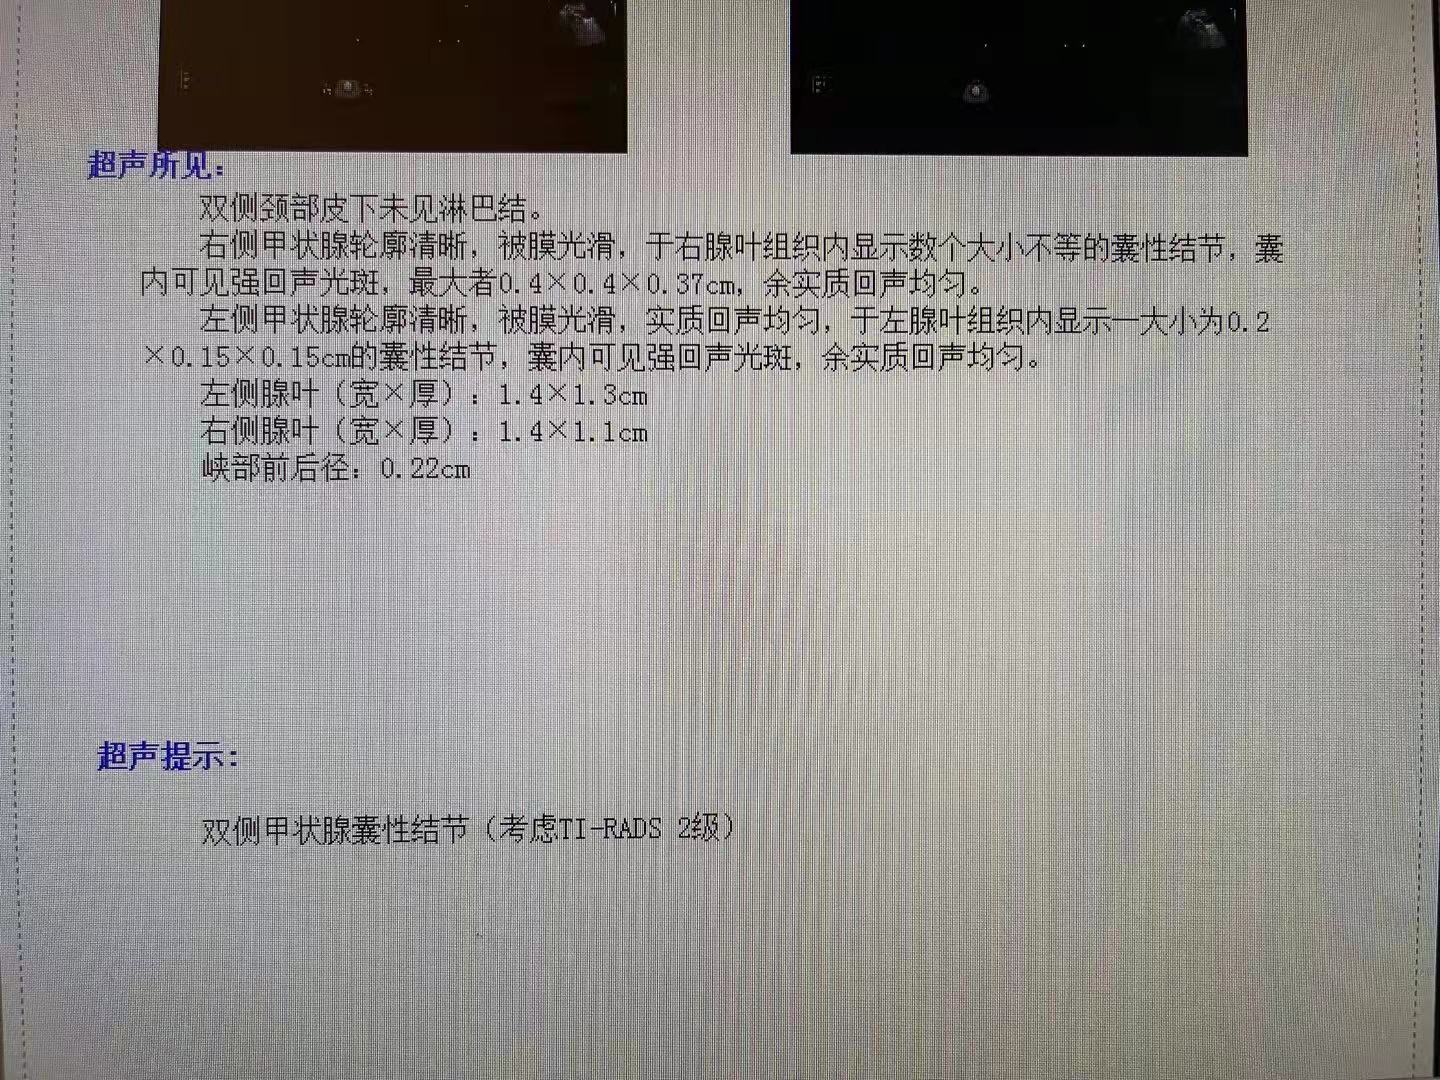 超声所见：
双侧颈部皮下未见淋巴结。
右侧甲状腺轮廓清晰，被膜光滑，于右腺叶组织内显示数个大小不等的囊性结节，囊
内可见强回声光斑，最大者0.4×0.4×0.37cm，余实质回声均匀。
左侧甲状腺轮廓清晰，被膜光滑，实质回声均匀，于左腺叶组织内显示一大小为0.2
×0.15×0.15cm的囊性结节，囊内可见强回声光斑，余实质回声均匀。
左侧腺叶（宽×厚）：1.4×1.3cm
右侧腺叶（宽×厚）：1.4×1.1cm
峡部前后径：0.22cm
超声提示：
双侧甲状腺囊性结节（考虑TI-RADS 2级）